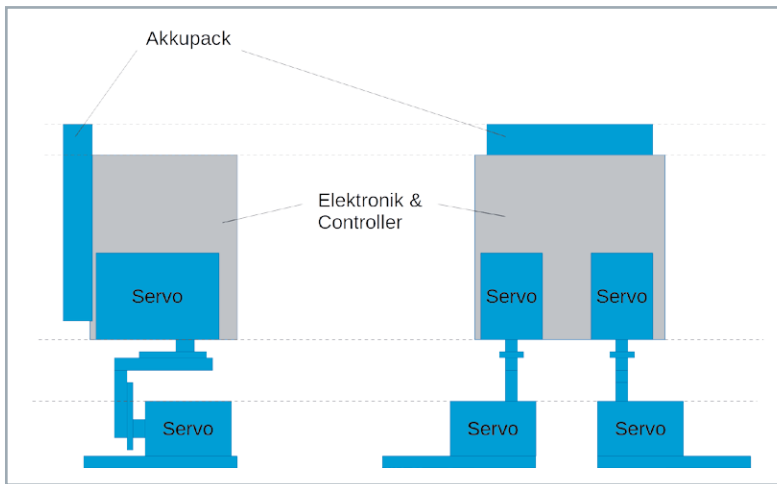 Akkupack
Elektronik &
Controller
Servo
Servo
Servo
Servo
Servo
Servo